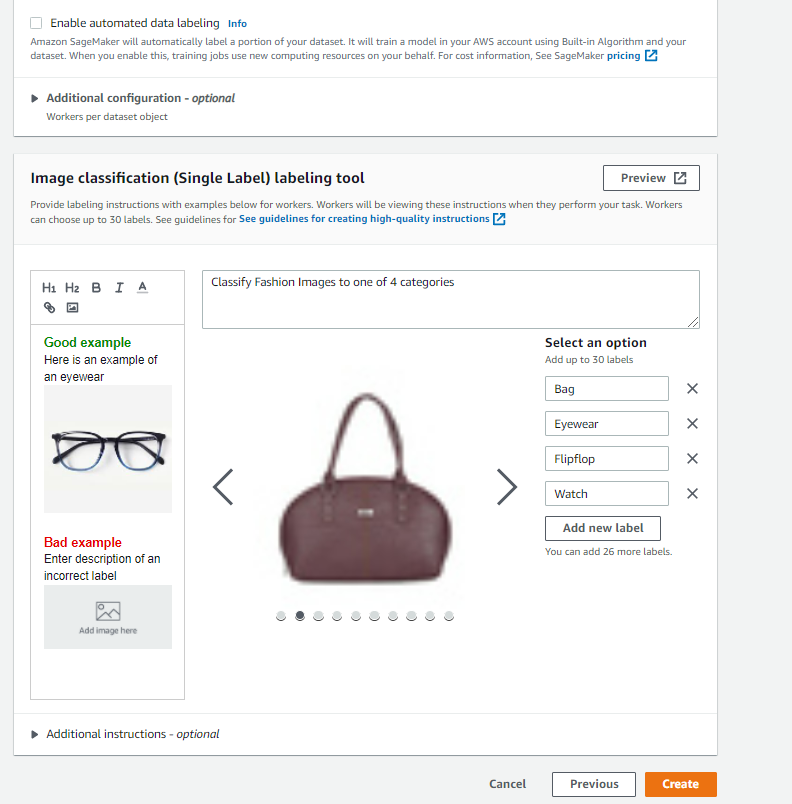 Enable automated data labeling Info
Amazon SageMaker will automatically label a portion of your dataset. It will train a model in your AWS account using Built-in Algorithm and your
dataset. When you enable this, training jobs use new computing resources on your behalf. For cost information, See SageMaker pricing
Additional configuration - optional
Workers per dataset object
Image classification (Single Label) labeling tool
Preview
Provide labeling instructions with examples below for workers. Workers will be viewing these instructions when they perform your task. Workers
can choose up to 30 labels. See guidelines for See guidelines for creating high-quality instructions
H1 H2 B I A
Good example
Here is an example of
an eyewear
Bad example
Enter description of an
incorrect label
Add image here
Classify Fashion Images to one of 4 categories
Select an option
Add up to 30 labels
Bag
Eyewear
Flipflop
Watch
Add new label
You can add 26 more labels.
Additional instructions - optional
Cancel
Previous
Create